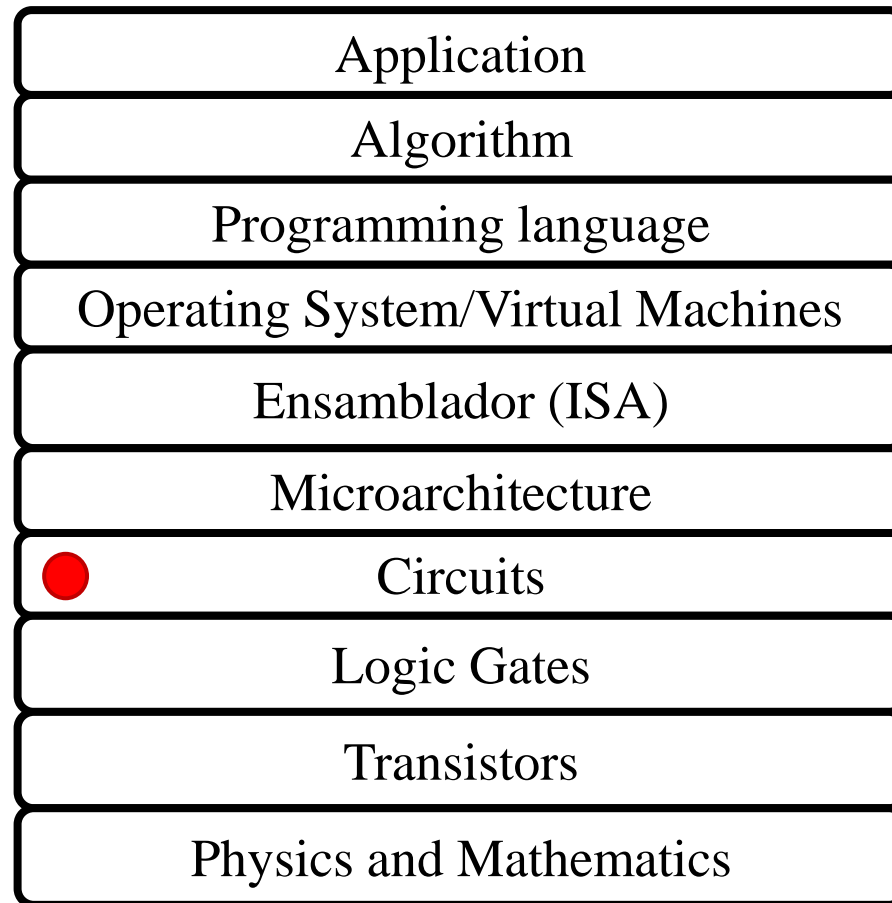 Application
Algorithm
Programming language
Operating System/Virtual Machines
Ensamblador (ISA)
Microarchitecture
Circuits
Logic Gates
Transistors
Physics and Mathematics